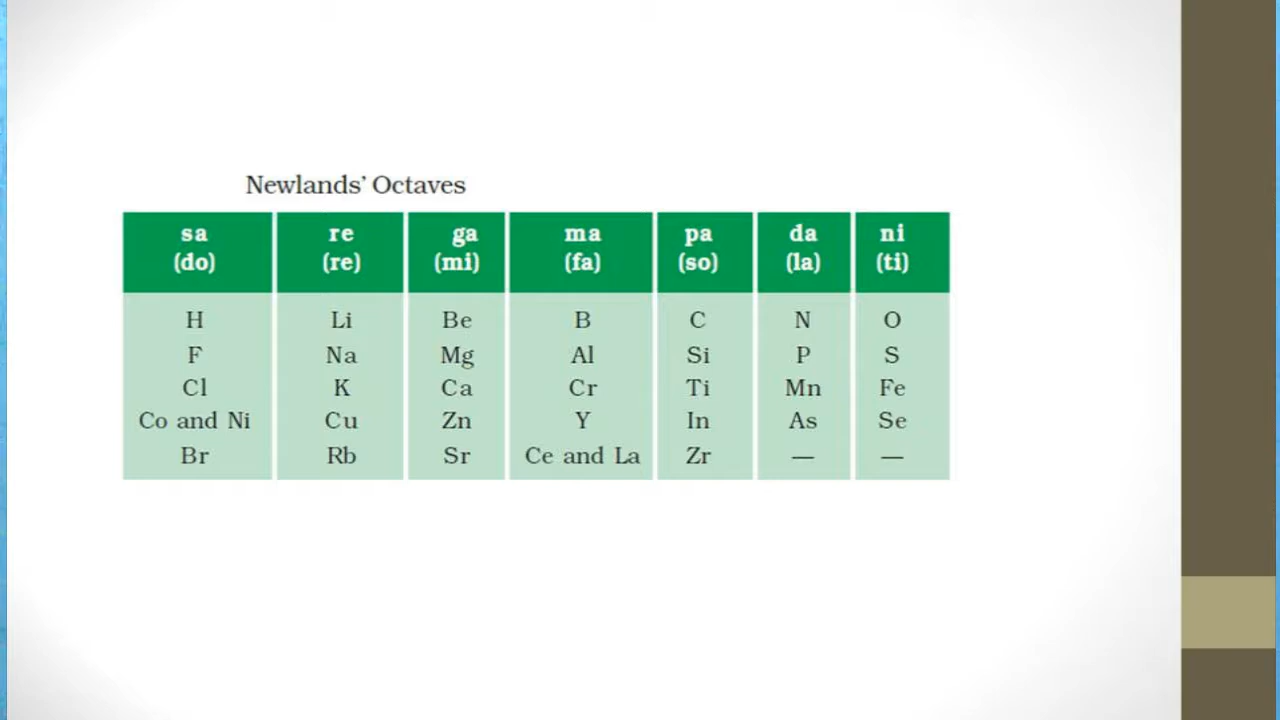 Newlands’ Octaves
sa re ga ma pa da ni
(do) (re) (mi) (fa) (so) (la) (ti)
H Li Be B C N O
F Na Mg Al Si P S
Cl K Ca Cr Ti Mn Fe
Co and Ni Cu Zn Y In As Se
Br Rb Sr Ce and La Zr — —